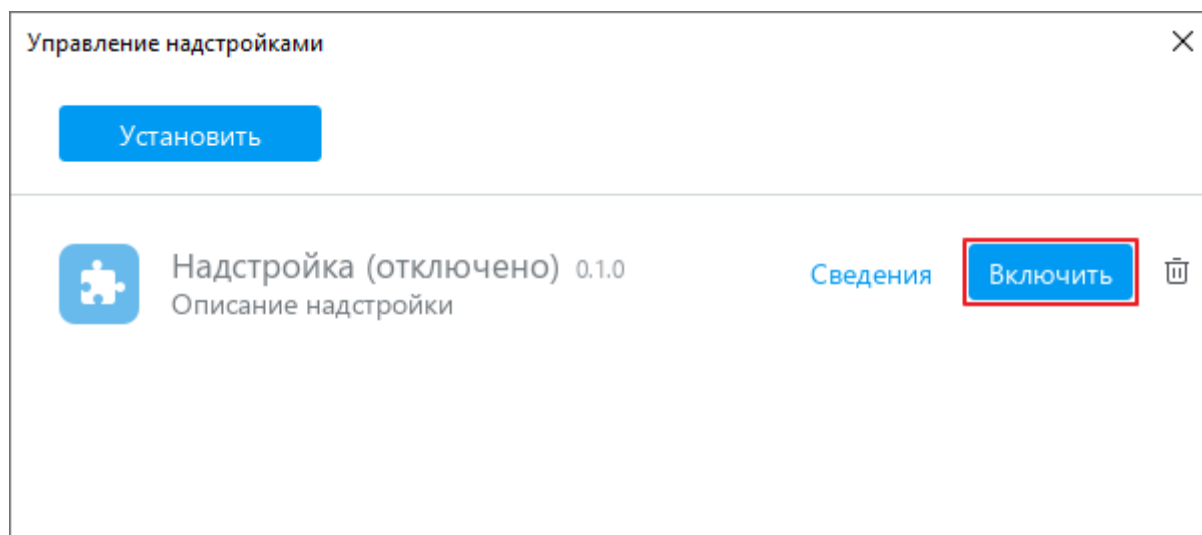 Управление надстройками
Установить
Надстройка (отключено) 0.1.0
Сведения
Включить
Описание надстройки